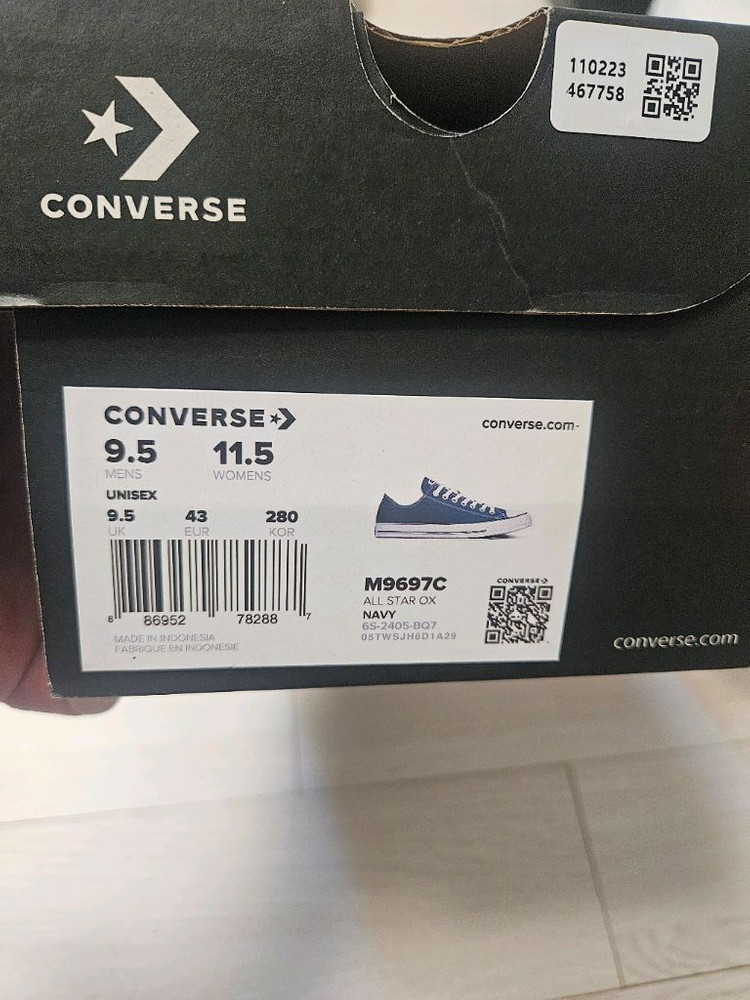 110223
467758
CONVERSE
CONVERSE
converse.com
9.5 11.5
MENS WOMENS
UNISEX
9.5 43 280
UK EUR KOR
8 86952 78288 7
MADE IN INDONESIA
FABRIQUE EN INDONESIE
CONVERSE
M9697C
ALL STAR OX
NAVY
6S-2405-BQ7
05TWSJH6D1A29
converse.com